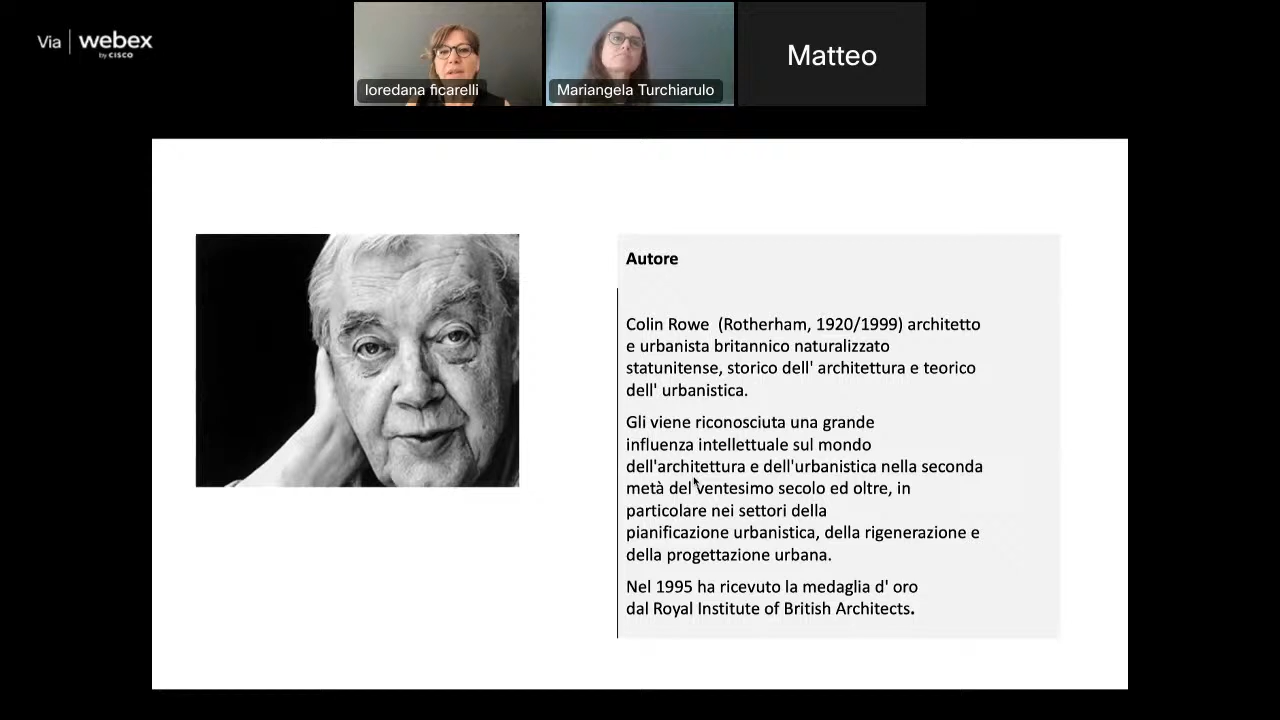 Via | webex
by CISCO
loredana ficarelli
Mariangela Turchiarulo
Matteo
Autore
Colin Rowe (Rotherham, 1920/1999) architetto
e urbanista britannico naturalizzato
statunitense, storico dell' architettura e teorico
dell' urbanistica.
Gli viene riconosciuta una grande
influenza intellettuale sul mondo
dell'architettura e dell'urbanistica nella seconda
metà del ventesimo secolo ed oltre, in
particolare nei settori della
pianificazione urbanistica, della rigenerazione e
della progettazione urbana.
Nel 1995 ha ricevuto la medaglia d' oro
dal Royal Institute of British Architects.